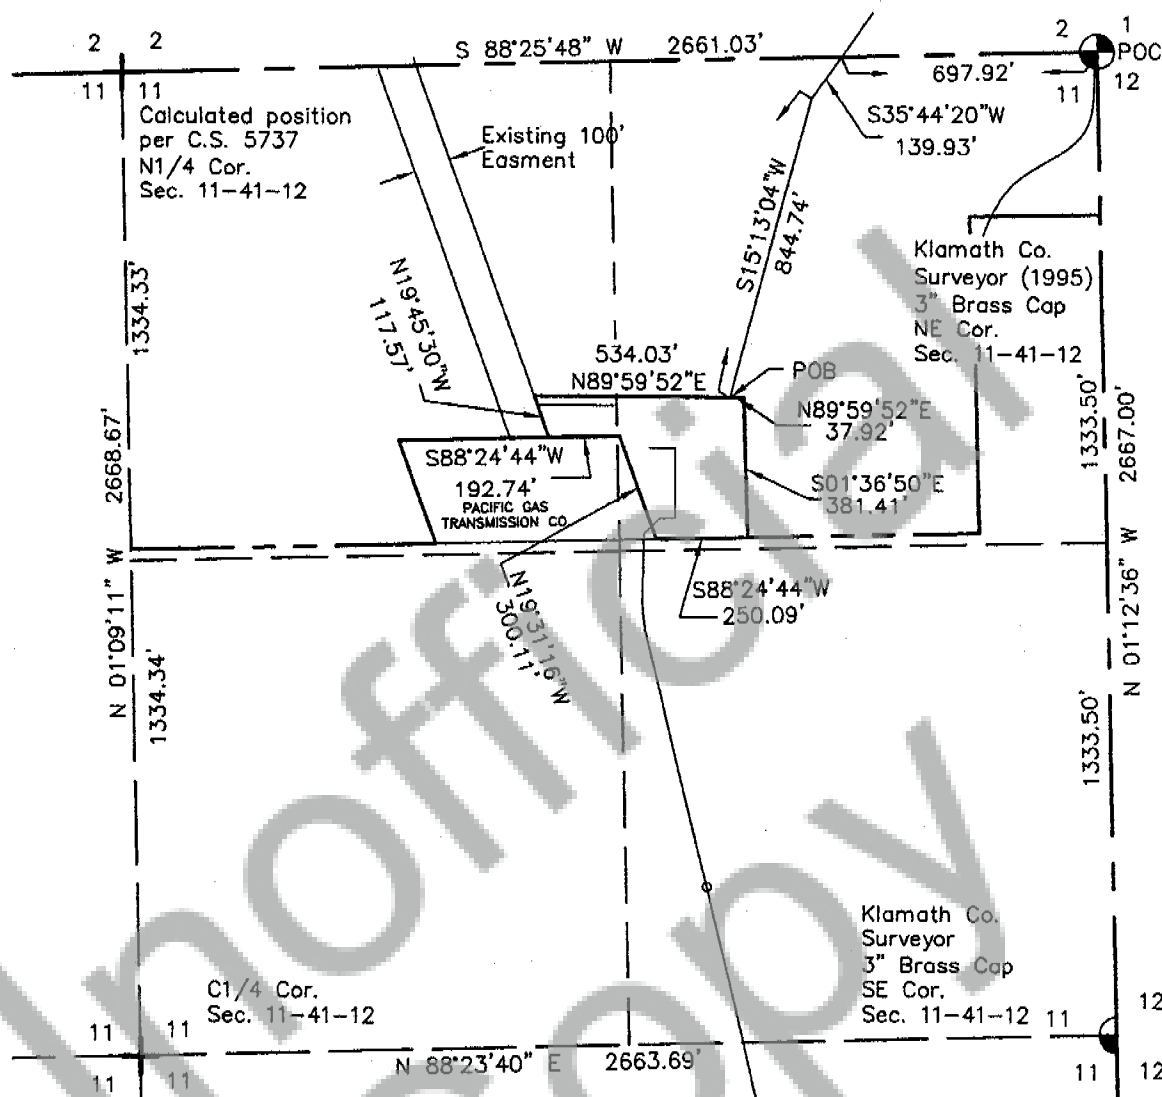 2 2
S 88°25'48" W 2661.03'
2 1
POC
11 11
697.92'
11 12
Calculated position
per C.S. 5737
N1/4 Cor.
Sec. 11-41-12
Existing 100'
Easment
S35°44'20"W
139.93'
S15°13'04"W
844.74'
Klamath Co.
Surveyor (1995)
3" Brass Cap
NE Cor.
Sec. 11-41-12
N19°45'30"W
117.57'
1334.33'
534.03'
N89°59'52"E
POB
N89°59'52"E
37.92'
1333.50'
2667.00'
2668.67'
S88°24'44"W
192.74'
PACIFIC GAS
TRANSMISSION CO
S01°36'50"E
381.41'
S88°24'44"W
250.09'
N19°31'16"W
300.11'
N 01°09'11" W
N 01°12'36" W
1334.34'
1333.50'
Klamath Co.
Surveyor
3" Brass Cap
SE Cor.
Sec. 11-41-12
C1/4 Cor.
Sec. 11-41-12
11 11
11 12
N 88°23'40" E 2663.69'
11 11
11 12
Unofficial
Copy